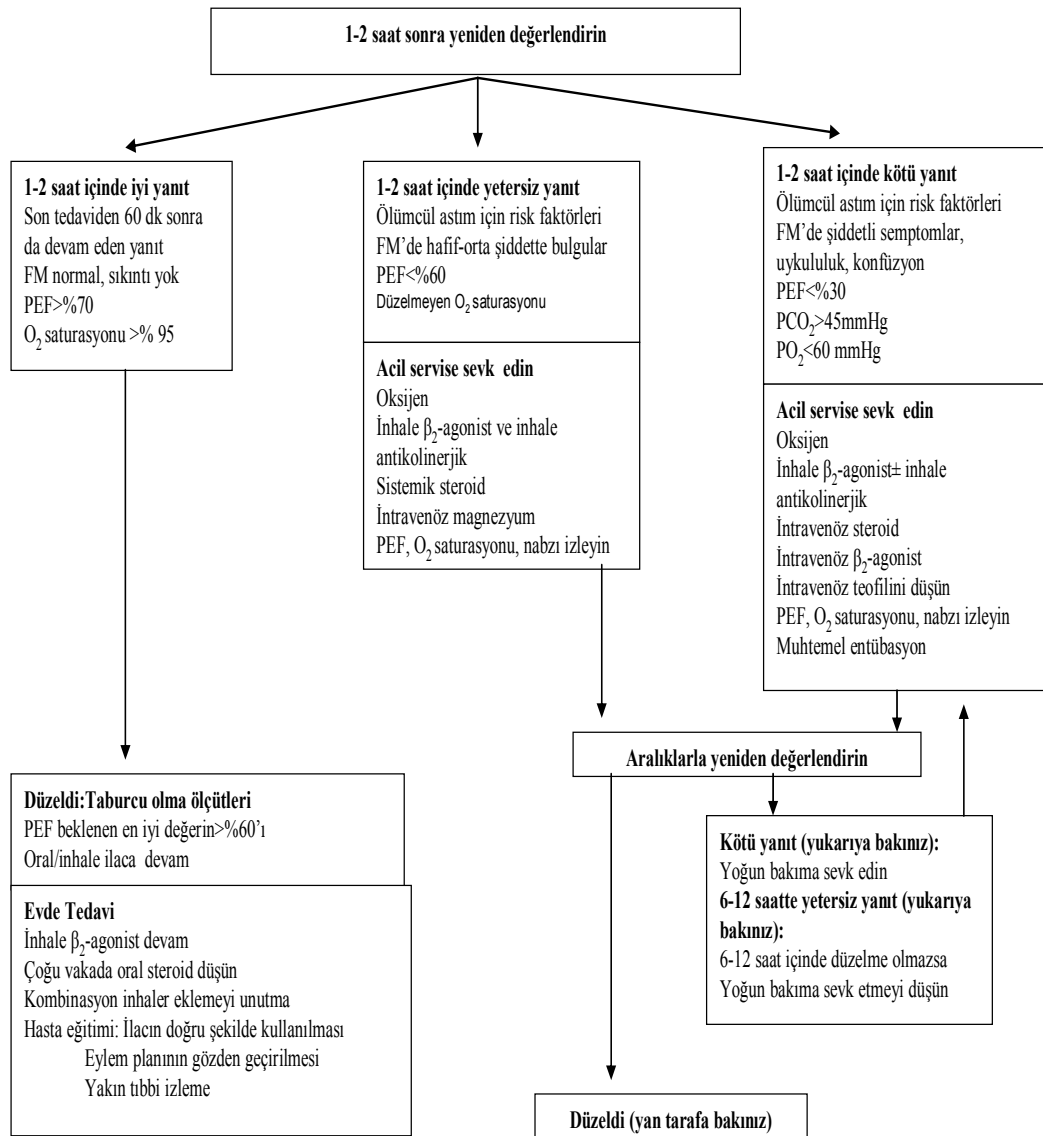 1-2 saat sonra yeniden değerlendirin
1-2 saat içinde iyi yanıt
Son tedaviden 60 dk sonra
da devam eden yanıt
FM normal, sıkıntı yok
PEF>%70
O₂ saturasyonu >% 95
1-2 saat içinde yetersiz yanıt
Ölümcül astım için risk faktörleri
FM’de hafif-orta şiddette bulgular
PEF<%60
Düzelmeyen O₂ saturasyonu
Acil servise sevk edin
Oksijen
İnhale β₂-agonist ve inhale
antikolinerjik
Sistemik steroid
İntravenöz magnezyum
PEF, O₂ saturasyonu, nabzı izleyin
1-2 saat içinde kötü yanıt
Ölümcül astım için risk faktörleri
FM’de şiddetli semptomlar,
uykululuk, konfüzyon
PEF<%30
PCO₂>45mmHg
PO₂<60 mmHg
Acil servise sevk edin
Oksijen
İnhale β₂-agonist± inhale
antikolinerjik
İntravenöz steroid
İntravenöz β₂-agonist
İntravenöz teofilini düşün
PEF, O₂ saturasyonu, nabzı izleyin
Muhtemel entübasyon
Aralıklarla yeniden değerlendirin
Düzeldi:Taburcu olma ölçütleri
PEF beklenen en iyi değerin>%60’ı
Oral/inhale ilaca devam
Evde Tedavi
İnhale β₂-agonist devam
Çoğu vakada oral steroid düşün
Kombinasyon inhaler eklemeyi unutma
Hasta eğitimi: İlacın doğru şekilde kullanılması
Eylem planının gözden geçirilmesi
Yakın tıbbi izleme
Kötü yanıt (yukarıya bakınız):
Yoğun bakıma sevk edin
6-12 saatte yetersiz yanıt (yukarıya
bakınız):
6-12 saat içinde düzelme olmazsa
Yoğun bakıma sevk etmeyi düşün
Düzeldi (yan tarafa bakınız)